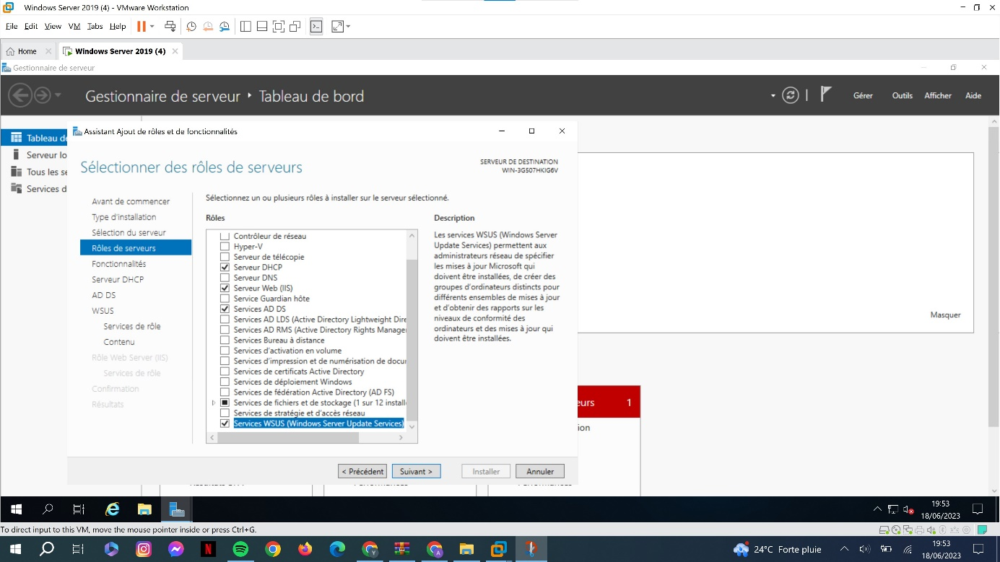 Windows Server 2019 (4) - VMware Workstation
File Edit View VM Tabs Help
Home
Windows Server 2019 (4)
Gestionnaire de serveur
Gestionnaire de serveur • Tableau de bord
Gérer Outils Afficher Aide
Tableau de
Serveur lo
Tous les se
Services d
Assistant Ajout de rôles et de fonctionnalités
Sélectionner des rôles de serveurs
SERVEUR DE DESTINATION
WIN-3G507HKIG6V
Avant de commencer
Type d'installation
Sélection du serveur
Rôles de serveurs
Fonctionnalités
Serveur DHCP
AD DS
WSUS
Services de rôle
Contenu
Rôle Web Server (IIS)
Services de rôle
Confirmation
Résultats
Sélectionnez un ou plusieurs rôles à installer sur le serveur sélectionné.
Rôles
Contrôleur de réseau
Hyper-V
Serveur de télécopie
Serveur DHCP
Serveur DNS
Serveur Web (IIS)
Service Guardian hôte
Services AD DS
Services AD LDS (Active Directory Lightweight Dire
Services AD RMS (Active Directory Rights Manage
Services Bureau à distance
Services d'activation en volume
Services d'impression et de numérisation de docu
Services de certificats Active Directory
Services de déploiement Windows
Services de fédération Active Directory (AD FS)
Services de fichiers et de stockage (1 sur 12 install
Services de stratégie et d'accès réseau
Services WSUS (Windows Server Update Services)
Description
Les services WSUS (Windows Server
Update Services) permettent aux
administrateurs réseau de spécifier
les mises à jour Microsoft qui
doivent être installées, de créer des
groupes d'ordinateurs distincts pour
différents ensembles de mises à jour
et d'obtenir des rapports sur les
niveaux de conformité des
ordinateurs et des mises à jour qui
doivent être installées.
< Précédent
Suivant >
Installer
Annuler
Masquer
eurs 1
ion
19:53
18/06/2023
To direct input to this VM, move the mouse pointer inside or press Ctrl+G.
24°C Forte pluie
19:53
18/06/2023